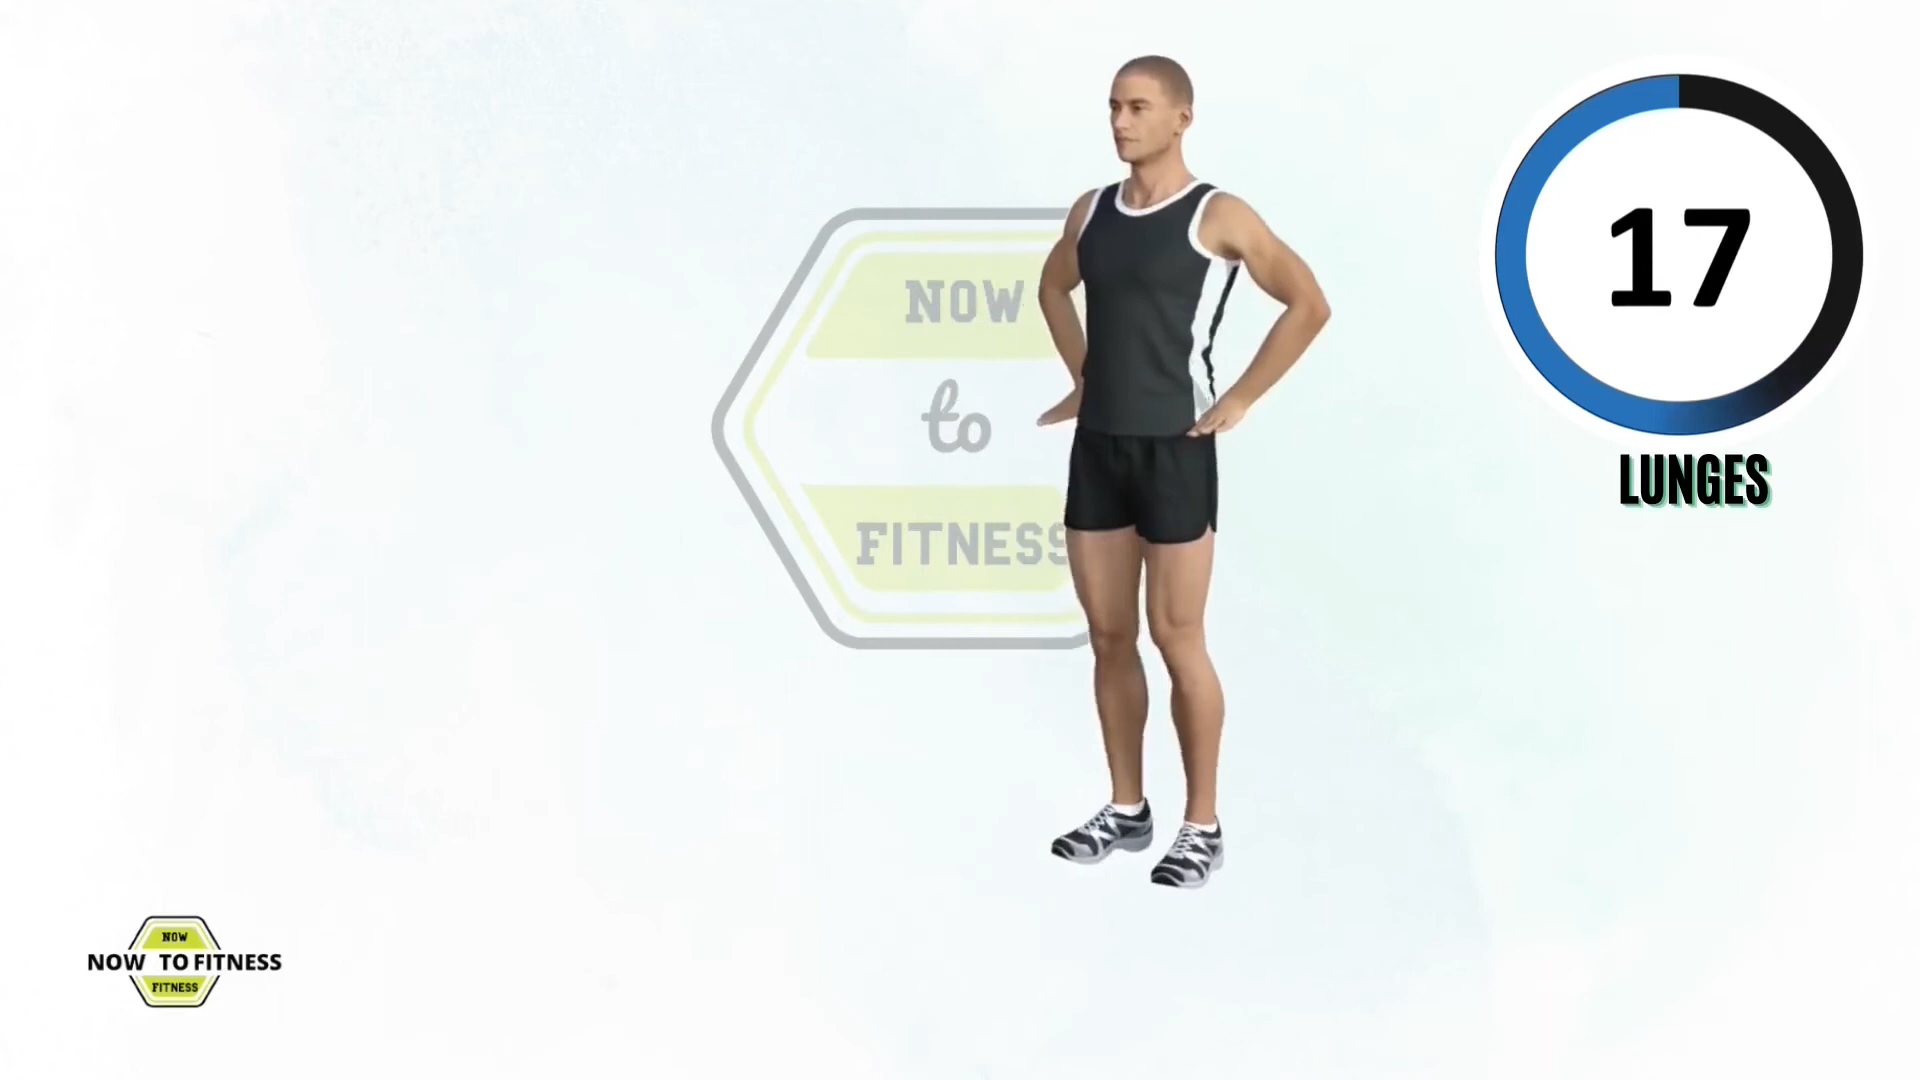 NOW
to
FITNESS
17
LUNGES
NOW
NOW TO FITNESS
FITNESS